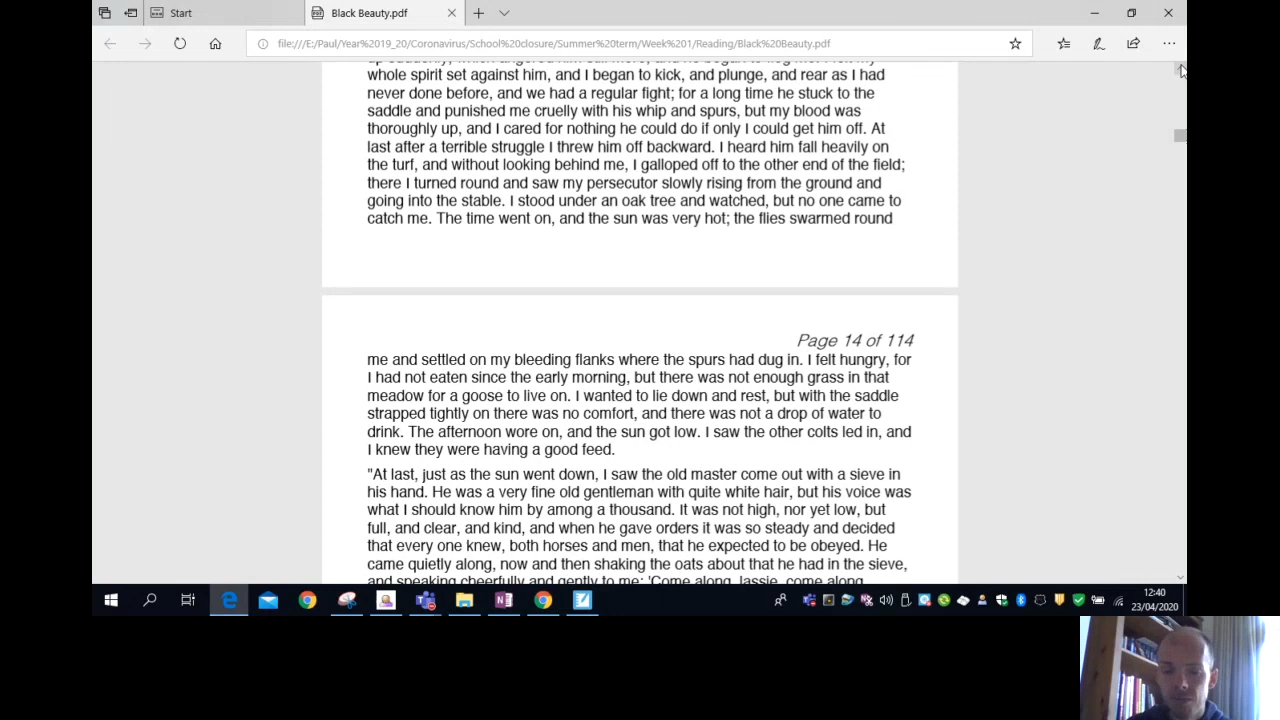 Start
Black Beauty.pdf
file:///E:/Paul/Year%2019_20/Coronavirus/School%20closure/Summer%20term/Week%201/Reading/Black%20Beauty.pdf
whole spirit set against him, and I began to kick, and plunge, and rear as I had
never done before, and we had a regular fight; for a long time he stuck to the
saddle and punished me cruelly with his whip and spurs, but my blood was
thoroughly up, and I cared for nothing he could do if only I could get him off. At
last after a terrible struggle I threw him off backward. I heard him fall heavily on
the turf, and without looking behind me, I galloped off to the other end of the field;
there I turned round and saw my persecutor slowly rising from the ground and
going into the stable. I stood under an oak tree and watched, but no one came to
catch me. The time went on, and the sun was very hot; the flies swarmed round
Page 14 of 114
me and settled on my bleeding flanks where the spurs had dug in. I felt hungry, for
I had not eaten since the early morning, but there was not enough grass in that
meadow for a goose to live on. I wanted to lie down and rest, but with the saddle
strapped tightly on there was no comfort, and there was not a drop of water to
drink. The afternoon wore on, and the sun got low. I saw the other colts led in, and
I knew they were having a good feed.
"At last, just as the sun went down, I saw the old master come out with a sieve in
his hand. He was a very fine old gentleman with quite white hair, but his voice was
what I should know him by among a thousand. It was not high, nor yet low, but
full, and clear, and kind, and when he gave orders it was so steady and decided
that every one knew, both horses and men, that he expected to be obeyed. He
came quietly along, now and then shaking the oats about that he had in the sieve,
and speaking cheerfully and gently to me: 'Come along, lassie, come along
12:40
23/04/2020